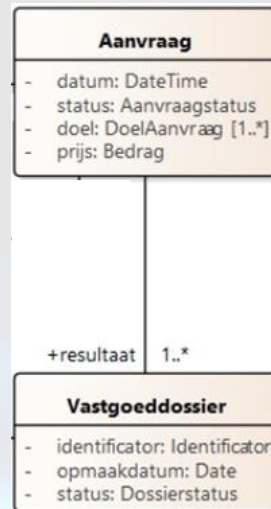 Aanvraag
- datum: DateTime
- status: Aanvraagstatus
- doel: DoelAanvraag [1..*]
- prijs: Bedrag
+resultaat 1..*
Vastgoeddossier
- identificator: Identificator
- opmaakdatum: Date
- status: Dossierstatus